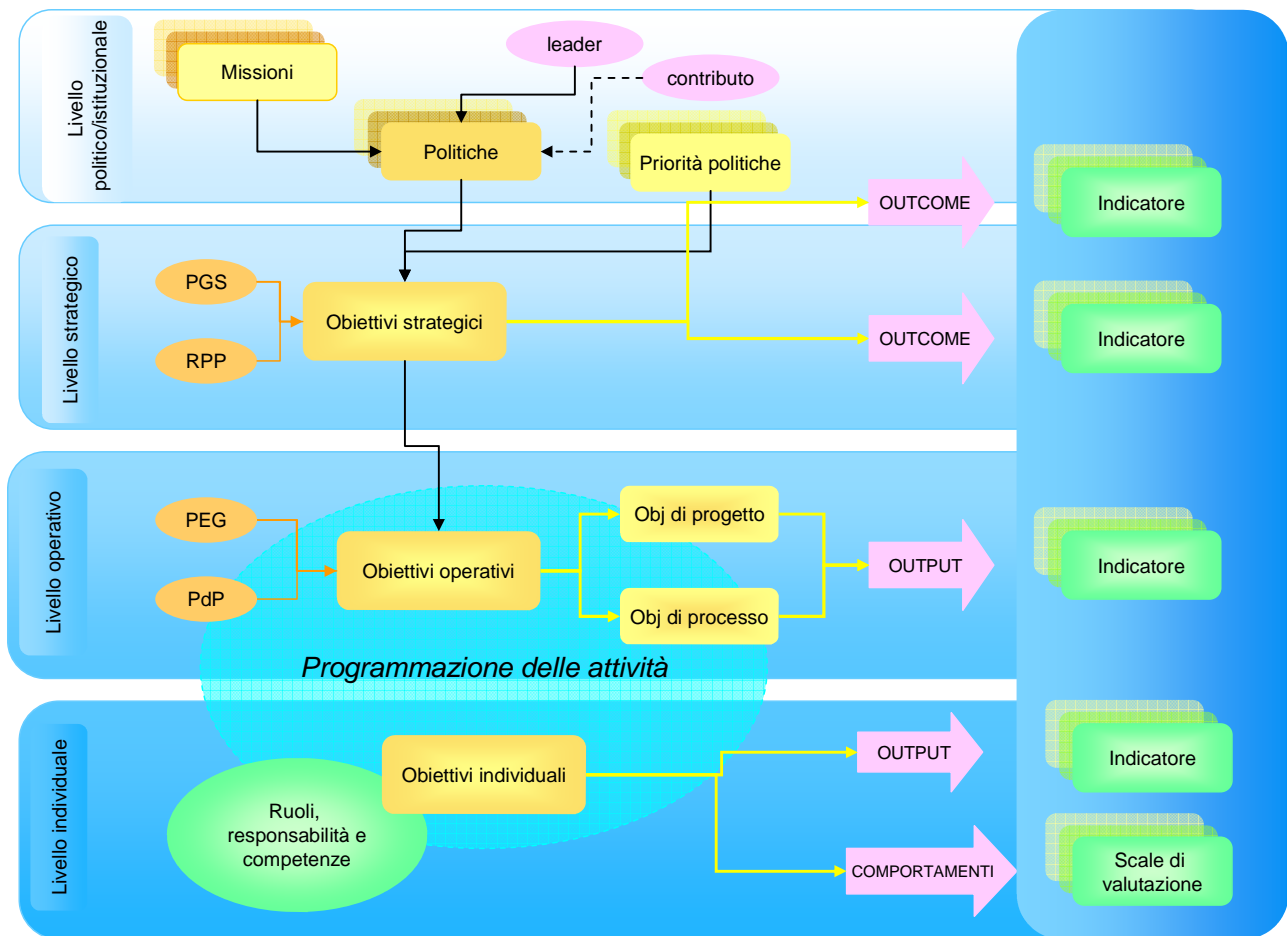 Livello
politico/istituzionale
Missioni
leader
contributo
Politiche
Priorità politiche
OUTCOME
Indicatore
Livello strategico
PGS
RPP
Obiettivi strategici
OUTCOME
Indicatore
Livello operativo
PEG
PdP
Obiettivi operativi
Obj di progetto
Obj di processo
OUTPUT
Indicatore
Programmazione delle attività
Livello individuale
Obiettivi individuali
Ruoli,
responsabilità e
competenze
OUTPUT
Indicatore
COMPORTAMENTI
Scale di
valutazione